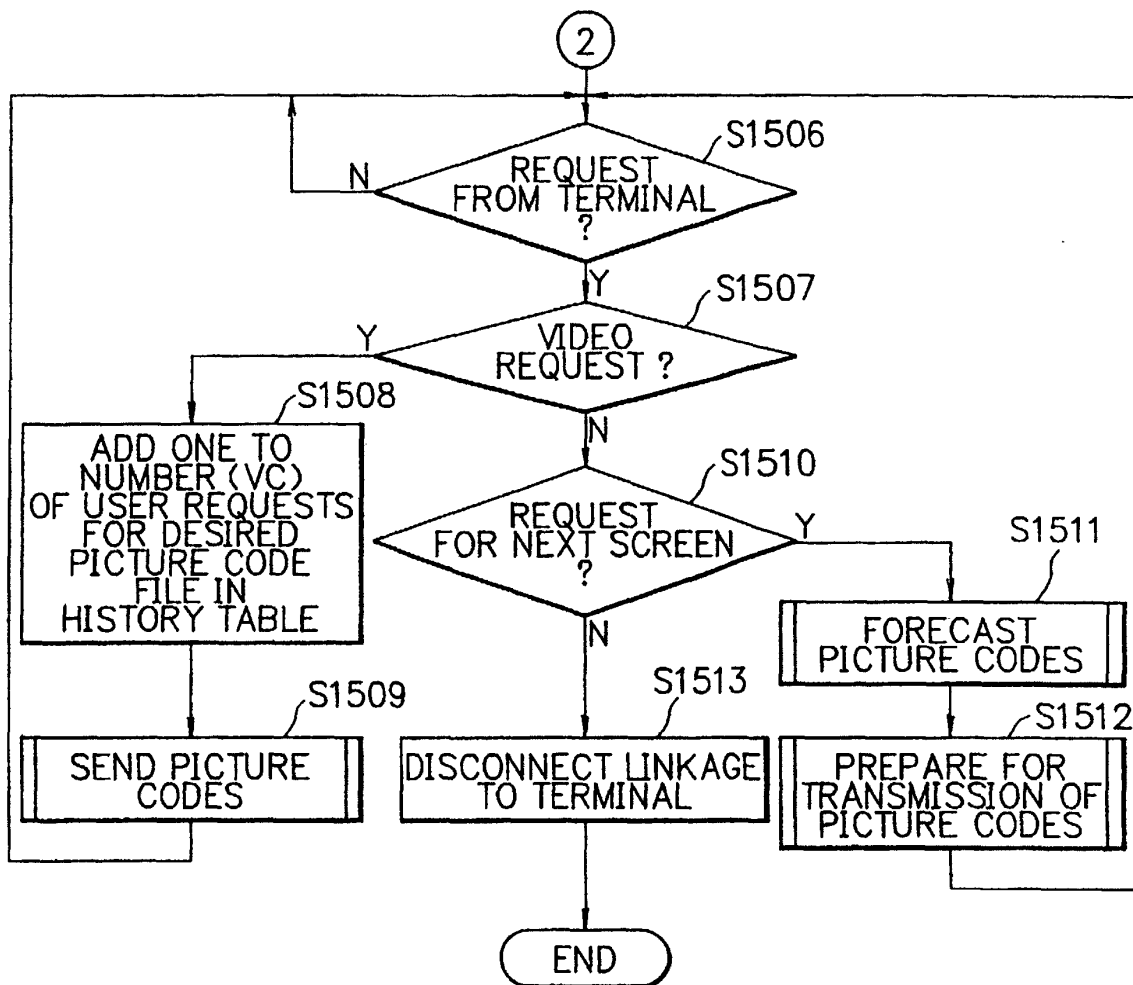 2
S1506
REQUEST
FROM TERMINAL
?
N
Y
S1507
VIDEO
REQUEST ?
Y
N
S1508
ADD ONE TO
NUMBER (VC)
OF USER REQUESTS
FOR DESIRED
PICTURE CODE
FILE IN
HISTORY TABLE
S1510
REQUEST
FOR NEXT SCREEN
?
Y
N
S1511
FORECAST
PICTURE CODES
S1509
SEND PICTURE
CODES
S1513
DISCONNECT LINKAGE
TO TERMINAL
S1512
PREPARE FOR
TRANSMISSION OF
PICTURE CODES
END